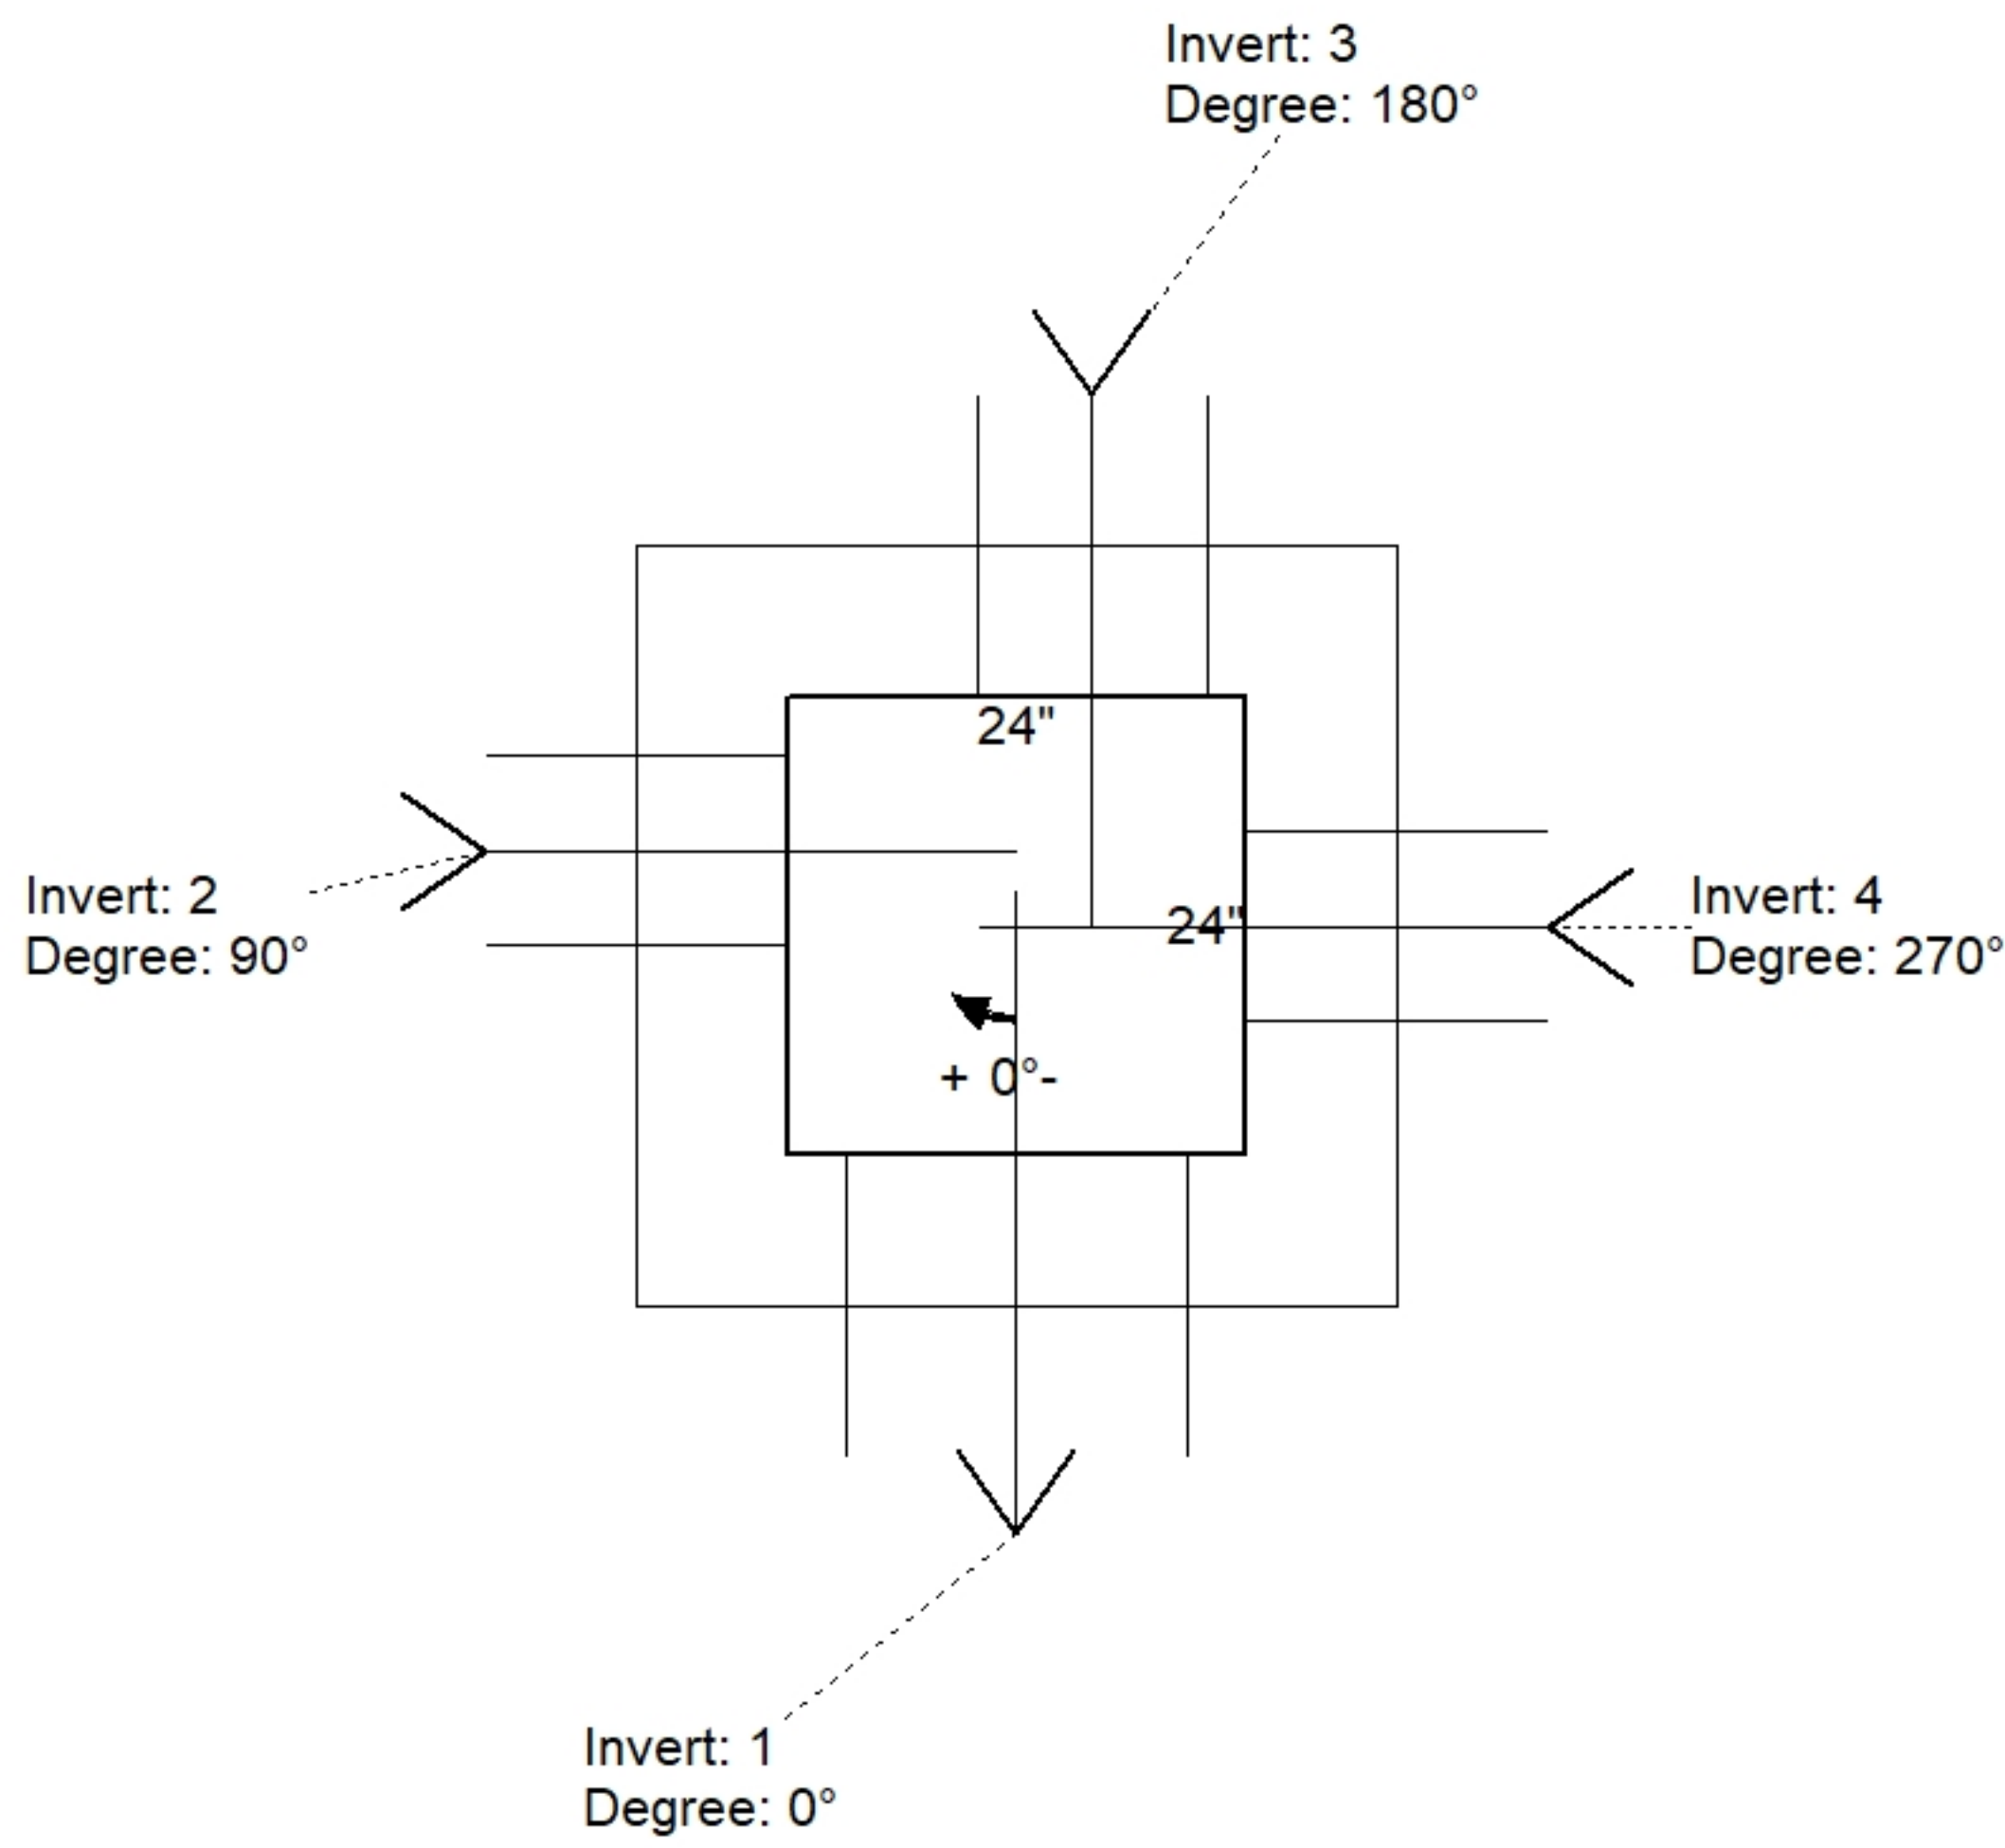 Invert: 3
Degree: 180°
24"
Invert: 2
Degree: 90°
24"
Invert: 4
Degree: 270°
+ 0°-
Invert: 1
Degree: 0°